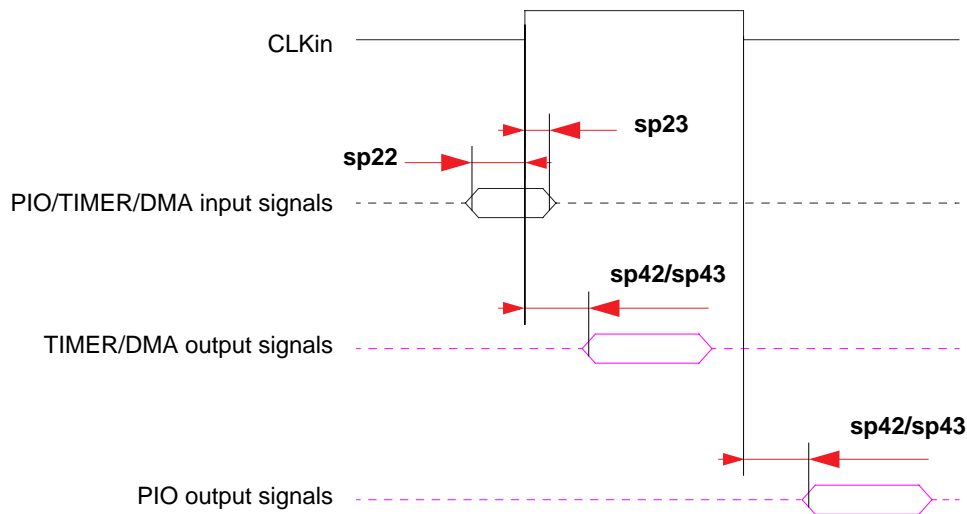 CLKin
sp23
sp22
PIO/TIMER/DMA input signals
sp42/sp43
TIMER/DMA output signals
sp42/sp43
PIO output signals